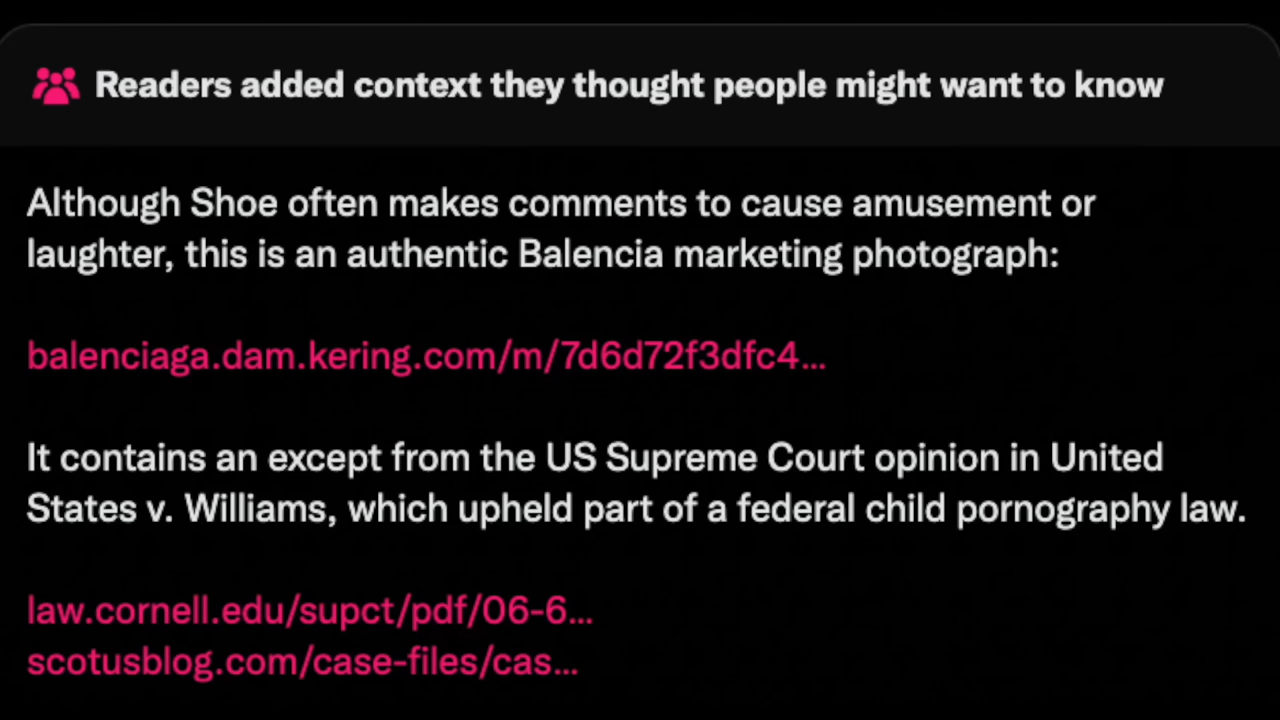 Readers added context they thought people might want to know
Although Shoe often makes comments to cause amusement or
laughter, this is an authentic Balencia marketing photograph:
balenciaga.dam.kering.com/m/7d6d72f3dfc4...
It contains an except from the US Supreme Court opinion in United
States v. Williams, which upheld part of a federal child pornography law.
law.cornell.edu/supct/pdf/06-6...
scotusblog.com/case-files/cas...